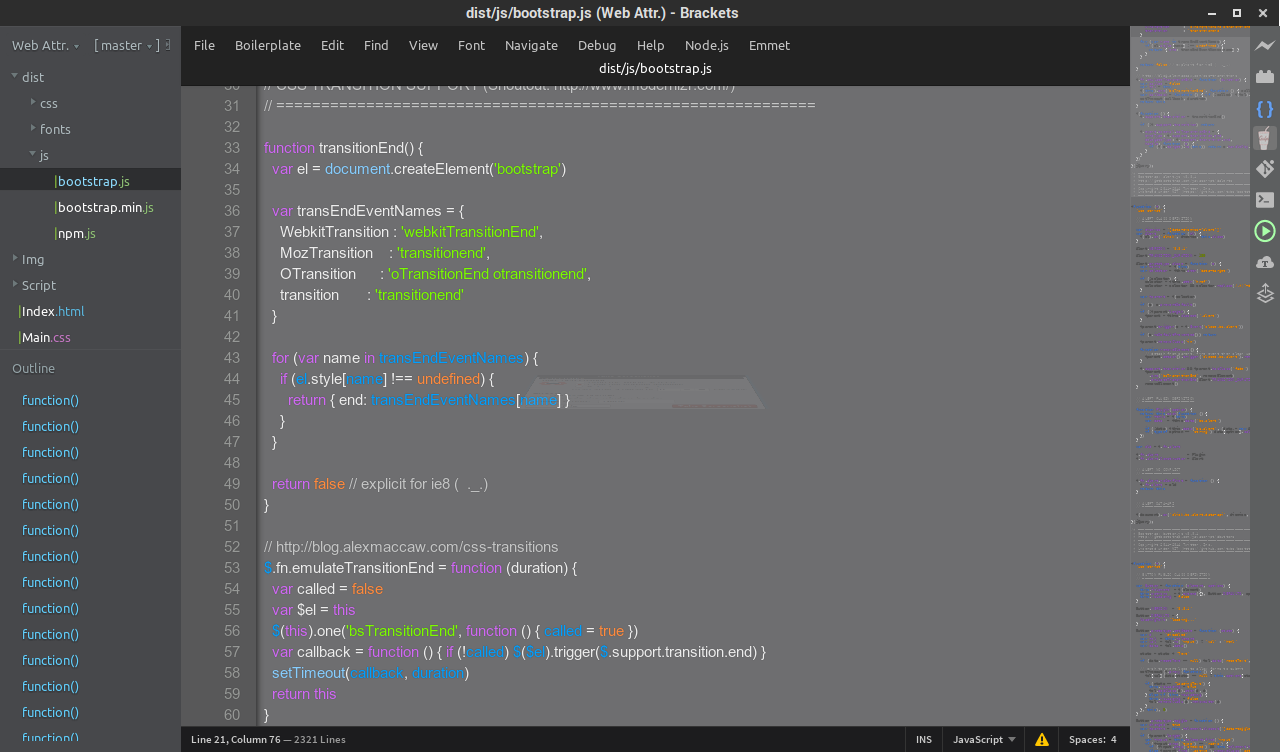 dist/js/bootstrap.js (Web Attr.) - Brackets
Web Attr.
[ master ]
File Boilerplate Edit Find View Font Navigate Debug Help Node.js Emmet
dist/js/bootstrap.js
dist
css
fonts
js
bootstrap.js
bootstrap.min.js
npm.js
Img
Script
Index.html
Main.css
Outline
function()
function()
function()
function()
function()
function()
function()
function()
function()
function()
function()
function()
function()
function()
30 // CSS TRANSITION SUPPORT (Shoutout: http://www.modernizr.com/)
31 // ============================================================
32
33 function transitionEnd() {
34 var el = document.createElement('bootstrap')
35
36 var transEndEventNames = {
37 WebkitTransition : 'webkitTransitionEnd',
38 MozTransition    : 'transitionend',
39 OTransition      : 'oTransitionEnd otransitionend',
40 transition       : 'transitionend'
41 }
42
43 for (var name in transEndEventNames) {
44 if (el.style[name] !== undefined) {
45 return { end: transEndEventNames[name] }
46 }
47 }
48
49 return false // explicit for ie8 (  ._.)
50 }
51
52 // http://blog.alexmaccaw.com/css-transitions
53 $.fn.emulateTransitionEnd = function (duration) {
54 var called = false
55 var $el = this
56 $(this).one('bsTransitionEnd', function () { called = true })
57 var callback = function () { if (!called) $($el).trigger($.support.transition.end) }
58 setTimeout(callback, duration)
59 return this
60 }
Line 21, Column 76 — 2321 Lines
INS JavaScript Spaces: 4